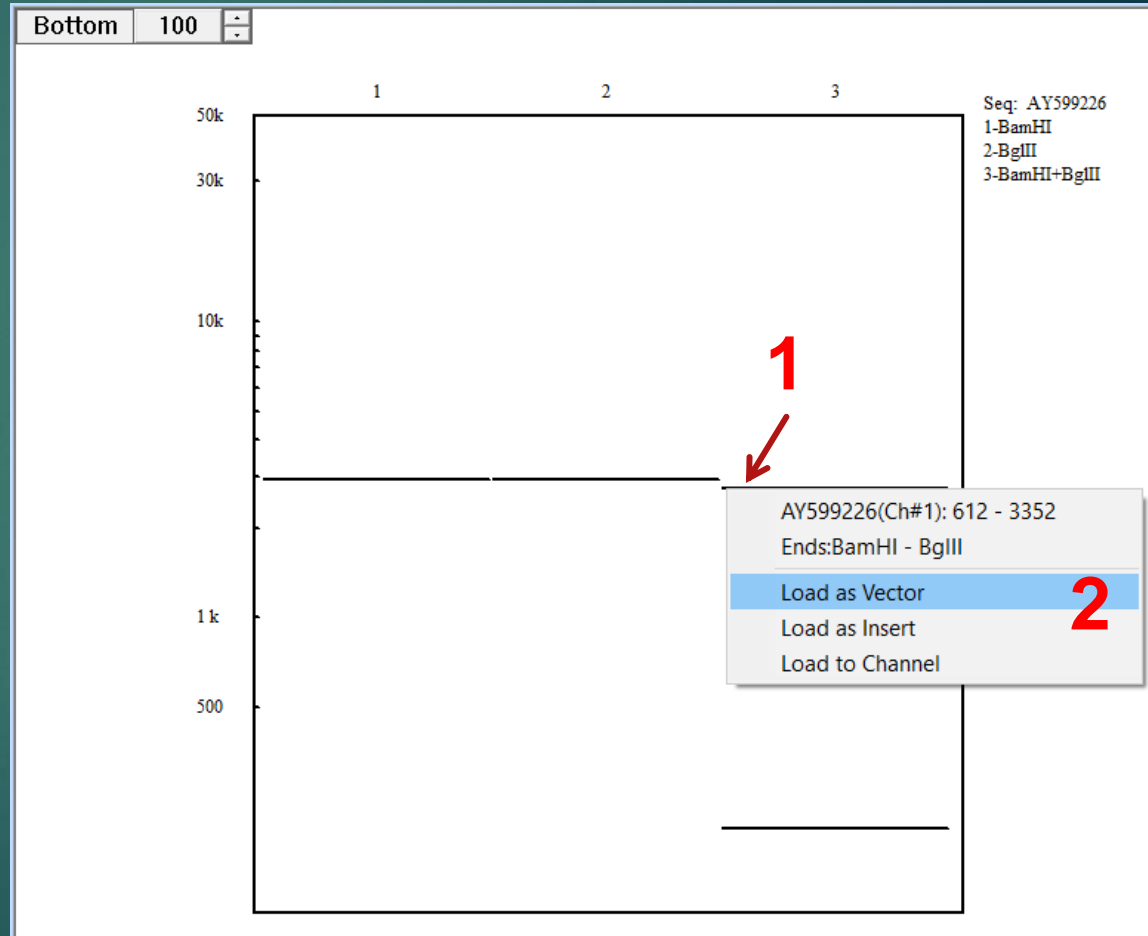 Bottom 100
1 2 3
50k
30k
10k
1 k
500
Seq: AY599226
1-BamHI
2-BglII
3-BamHI+BglII
1
AY599226(Ch#1): 612 - 3352
Ends:BamHI - BglII
Load as Vector
2
Load as Insert
Load to Channel